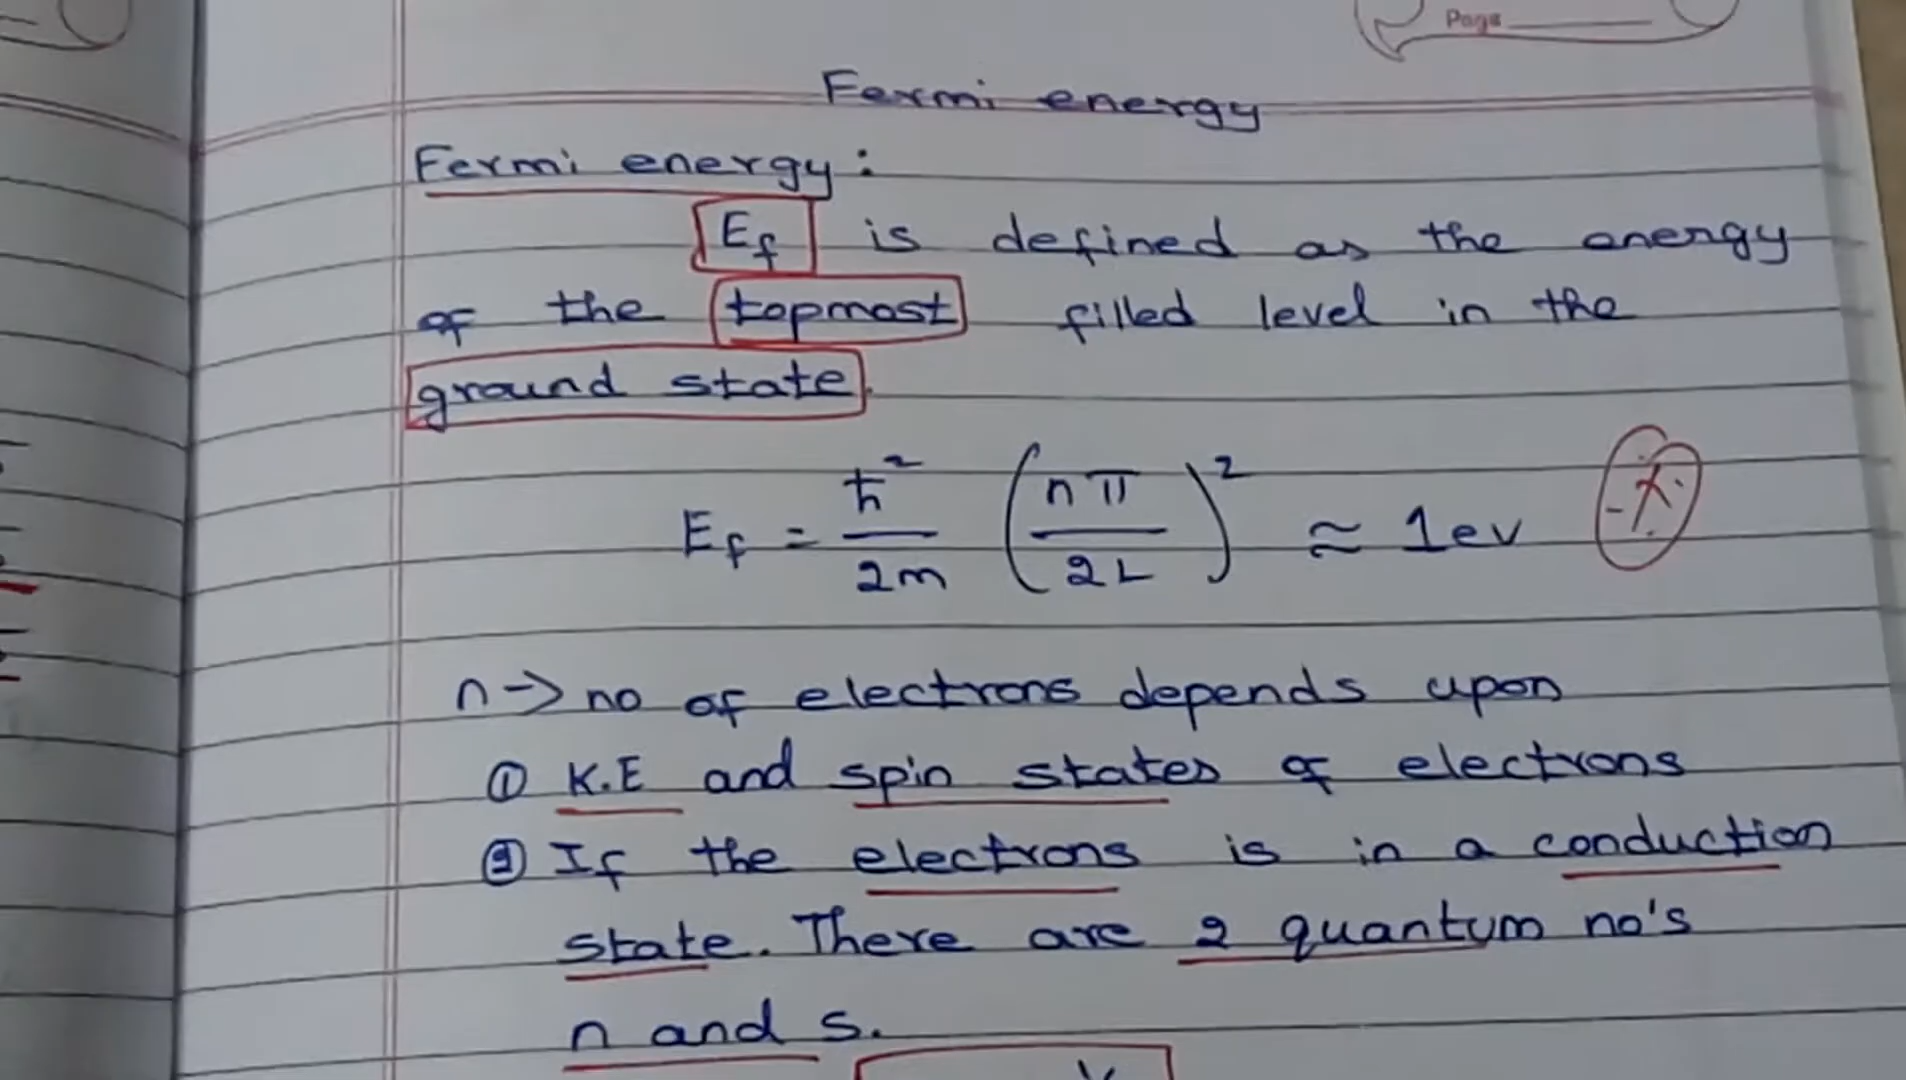 Page
Fermi energy
Fermi energy:
E_f is defined as the energy
of the topmost filled level in the
ground state.
E_f = ħ²/2m (nπ/2L)² ≈ 1ev
n → no of electrons depends upon
① K.E and spin states of electrons
② If the electrons is in a conduction
state. There are 2 quantum no's
n and s.